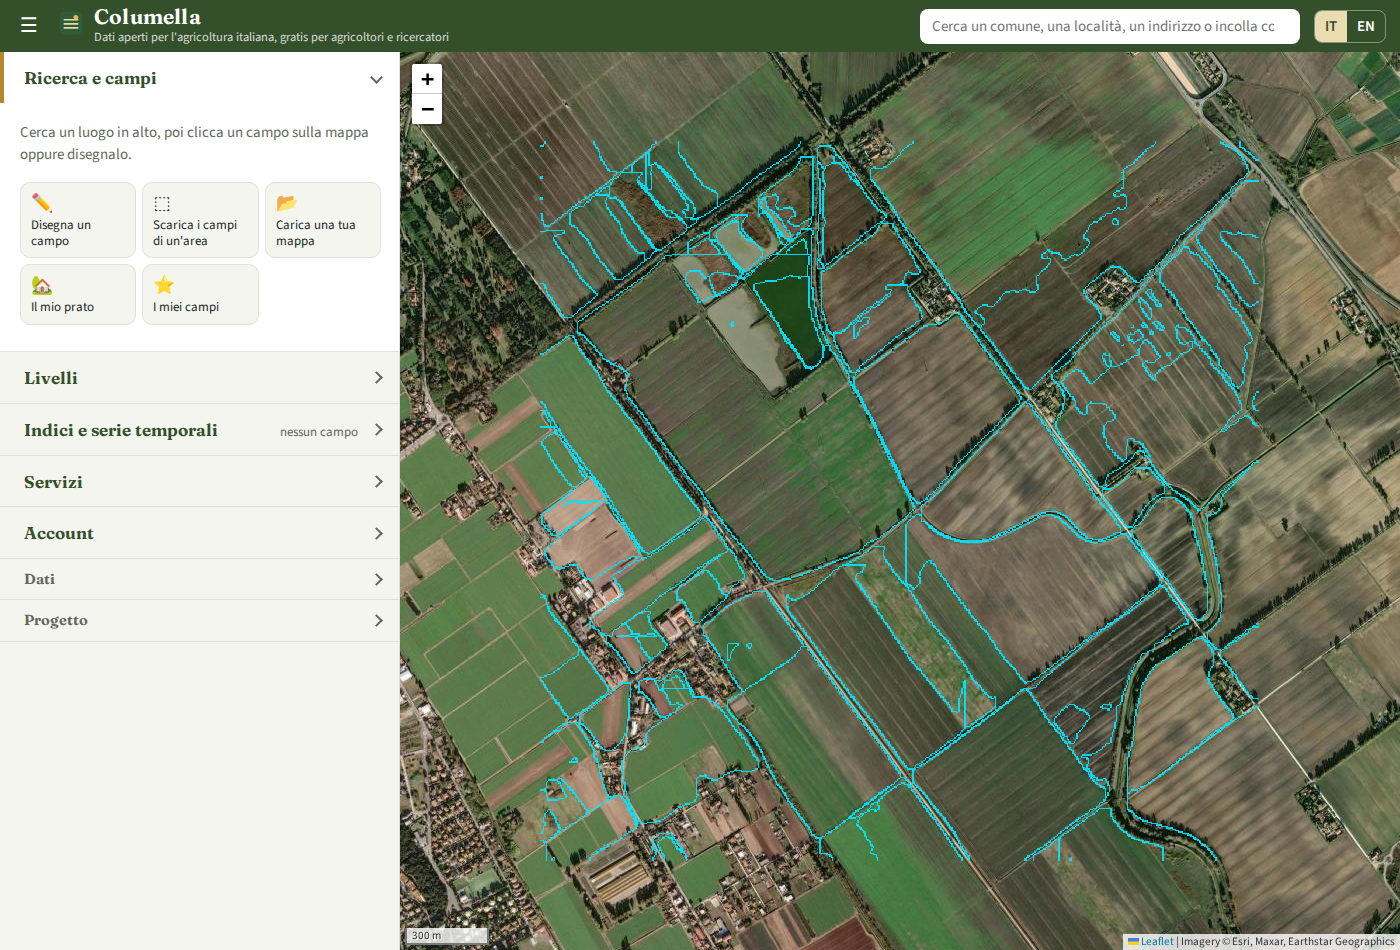 ☰
Columella
Dati aperti per l'agricoltura italiana, gratis per agricoltori e ricercatori
Cerca un comune, una località, un indirizzo o incolla co
IT
EN
Ricerca e campi
Cerca un luogo in alto, poi clicca un campo sulla mappa
oppure disegnalo.
Disegna un
campo
Scarica i campi
di un'area
Carica una tua
mappa
Il mio prato
I miei campi
Livelli
Indici e serie temporali
nessun campo
Servizi
Account
Dati
Progetto
+
−
300 m
Leaflet | Imagery © Esri, Maxar, Earthstar Geographics